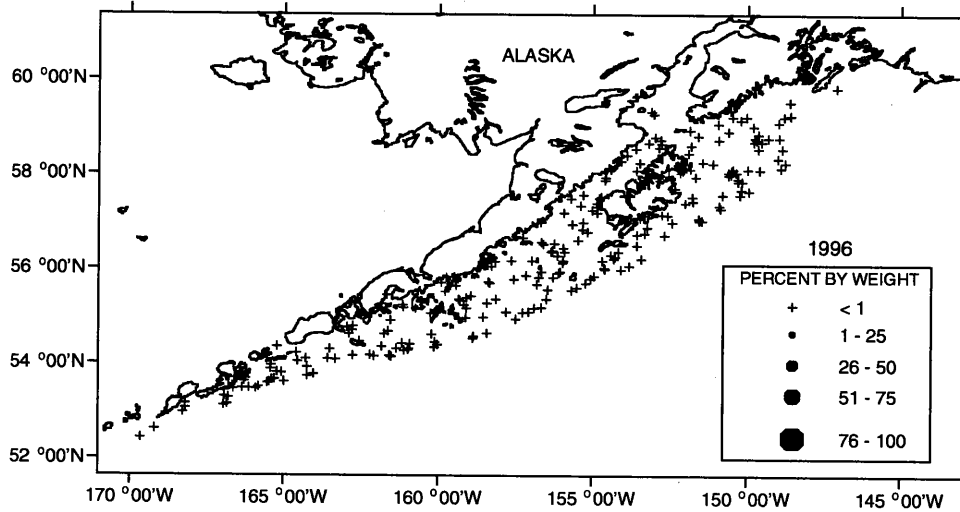 ALASKA
60 °00'N
58 °00'N
56 °00'N
54 °00'N
52 °00'N
1996
PERCENT BY WEIGHT
+ < 1
1 - 25
26 - 50
51 - 75
76 - 100
170 °00'W
165 °00'W
160 °00'W
155 °00'W
150 °00'W
145 °00'W